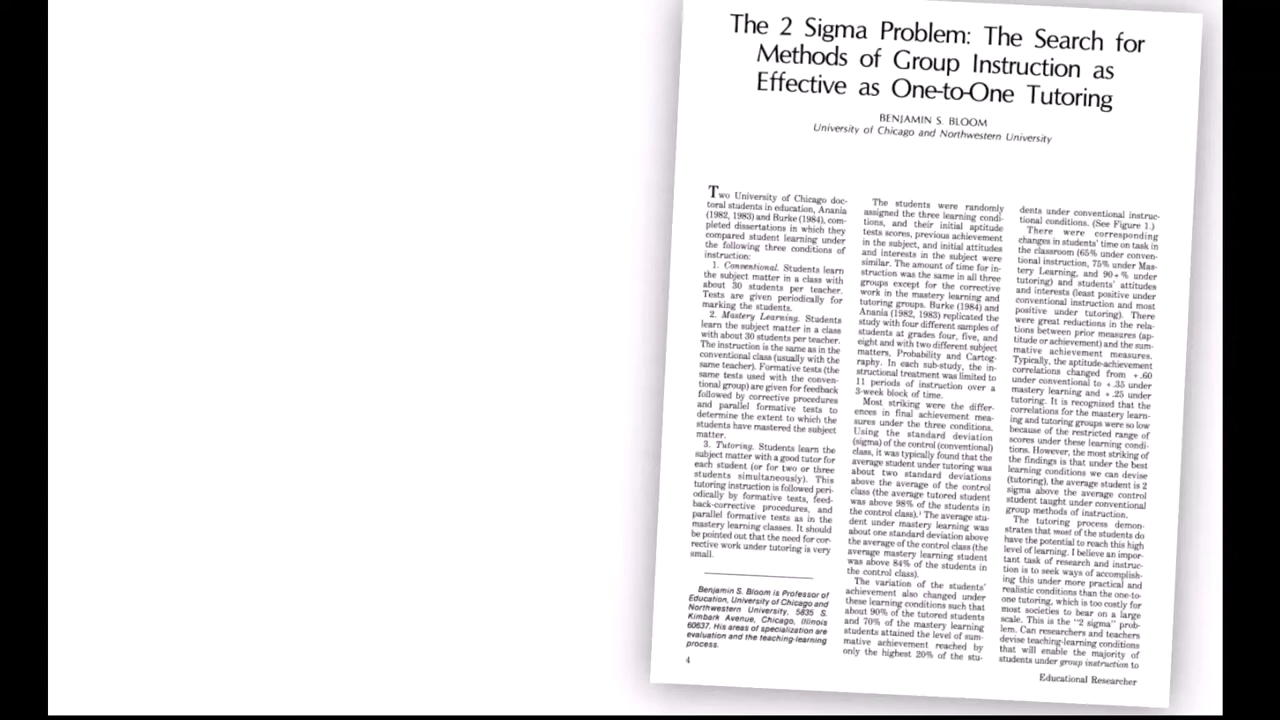 The 2 Sigma Problem: The Search for
Methods of Group Instruction as
Effective as One-to-One Tutoring
BENJAMIN S. BLOOM
University of Chicago and Northwestern University
Two University of Chicago doc-
toral students in education, Anania
(1982, 1983) and Burke (1984), com-
pleted dissertations in which they
compared student learning under
the following three conditions of
instruction:
1. Conventional. Students learn
the subject matter in a class with
about 30 students per teacher.
Tests are given periodically for
marking the students.
2. Mastery Learning. Students
learn the subject matter in a class
with about 30 students per teacher.
The instruction is the same as in the
conventional class (usually with the
same teacher). Formative tests (the
same tests used with the conven-
tional group) are given for feedback
followed by corrective procedures
and parallel formative tests to
determine the extent to which the
students have mastered the subject
matter.
3. Tutoring. Students learn the
subject matter with a good tutor for
each student (or for two or three
students simultaneously). This
tutoring instruction is followed peri-
odically by formative tests, feed-
back-corrective procedures, and
parallel formative tests as in the
mastery learning classes. It should
be pointed out that the need for cor-
rective work under tutoring is very
small.
Benjamin S. Bloom is Professor of
Education, University of Chicago and
Northwestern University, 5835 S.
Kimbark Avenue, Chicago, Illinois
60637. His areas of specialization are
evaluation and the teaching-learning
process.
4
The students were randomly
assigned the three learning condi-
tions, and their initial aptitude
tests scores, previous achievement
in the subject, and initial attitudes
and interests in the subject were
similar. The amount of time for in-
struction was the same in all three
groups except for the corrective
work in the mastery learning and
tutoring groups. Burke (1984) and
Anania (1982, 1983) replicated the
study with four different samples of
students at grades four, five, and
eight and with two different subject
matters, Probability and Cartog-
raphy. In each sub-study, the in-
structional treatment was limited to
11 periods of instruction over a
3-week block of time.
Most striking were the differ-
ences in final achievement mea-
sures under the three conditions.
Using the standard deviation
(sigma) of the control (conventional)
class, it was typically found that the
average student under tutoring was
about two standard deviations
above the average of the control
class (the average tutored student
was above 98% of the students in
the control class).¹ The average stu-
dent under mastery learning was
about one standard deviation above
the average of the control class (the
average mastery learning student
was above 84% of the students in
the control class).
The variation of the students'
achievement also changed under
these learning conditions such that
about 90% of the tutored students
and 70% of the mastery learning
students attained the level of sum-
mative achievement reached by
only the highest 20% of the stu-
dents under conventional instruc-
tional conditions. (See Figure 1.)
There were corresponding
changes in students' time on task in
the classroom (65% under conven-
tional instruction, 75% under Mas-
tery Learning, and 90+% under
tutoring) and students' attitudes
and interests (least positive under
conventional instruction and most
positive under tutoring). There
were great reductions in the rela-
tions between prior measures (ap-
titude or achievement) and the sum-
mative achievement measures.
Typically, the aptitude-achievement
correlations changed from +.60
under conventional to +.35 under
mastery learning and +.25 under
tutoring. It is recognized that the
correlations for the mastery learn-
ing and tutoring groups were so low
because of the restricted range of
scores under these learning condi-
tions. However, the most striking of
the findings is that under the best
learning conditions we can devise
(tutoring), the average student is 2
sigma above the average control
student taught under conventional
group methods of instruction.
The tutoring process demon-
strates that most of the students do
have the potential to reach this high
level of learning. I believe an impor-
tant task of research and instruc-
tion is to seek ways of accomplish-
ing this under more practical and
realistic conditions than the one-to-
one tutoring, which is too costly for
most societies to bear on a large
scale. This is the "2 sigma" prob-
lem. Can researchers and teachers
devise teaching-learning conditions
that will enable the majority of
students under group instruction to
Educational Researcher